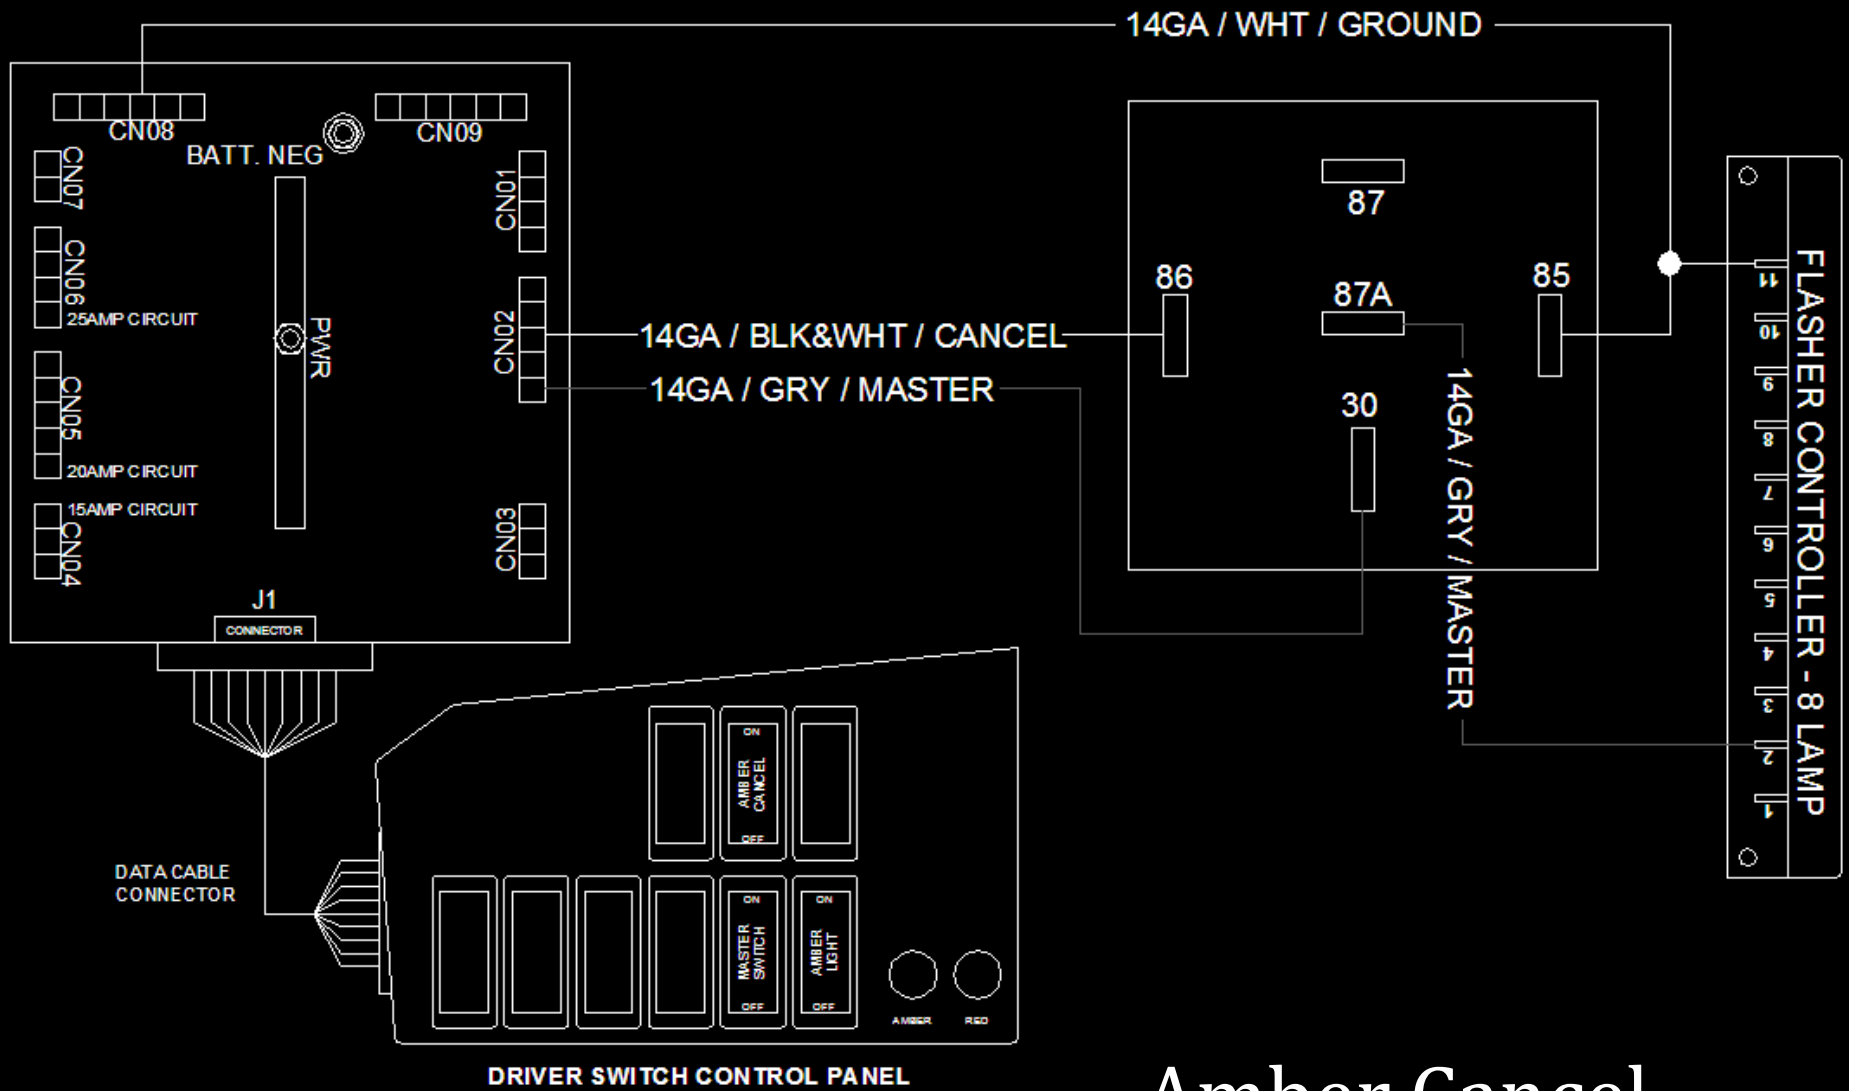 14GA / WHT / GROUND
CN08
CN09
BATT. NEG
CN07
CN01
CN06
25AMP CIRCUIT
PWR
CN02
14GA / BLK&WHT / CANCEL
14GA / GRY / MASTER
CN05
20AMP CIRCUIT
15AMP CIRCUIT
CN04
CN03
J1
CONNECTOR
87
86
87A
85
30
14GA / GRY / MASTER
11
10
9
8
7
6
5
4
3
2
1
FLASHER CONTROLLER - 8 LAMP
DATA CABLE
CONNECTOR
ON
AMBER
CANCEL
OFF
ON
MASTER
SWITCH
OFF
ON
AMBER
LIGHT
OFF
AMBER
RED
DRIVER SWITCH CONTROL PANEL
Amber Cancel